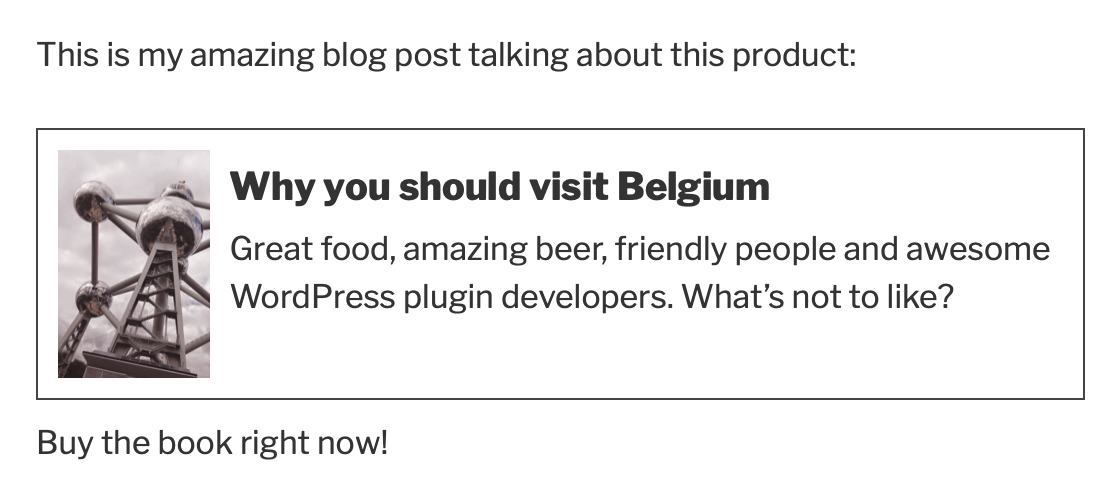 This is my amazing blog post talking about this product:
Why you should visit Belgium
Great food, amazing beer, friendly people and awesome
WordPress plugin developers. What’s not to like?
Buy the book right now!